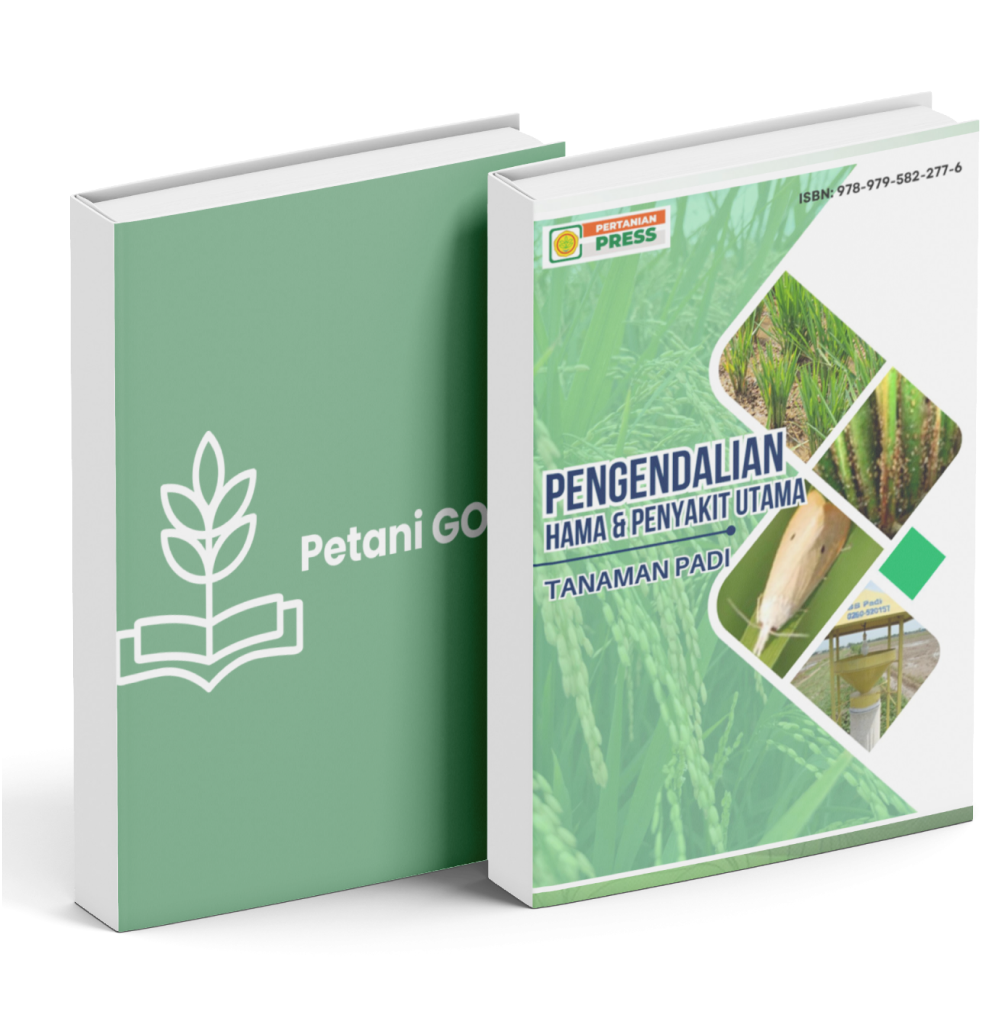 Petani GO
ISBN: 978-979-582-277-6
PERTANIAN
PRESS
PENGENDALIAN
HAMA & PENYAKIT UTAMA
TANAMAN PADI